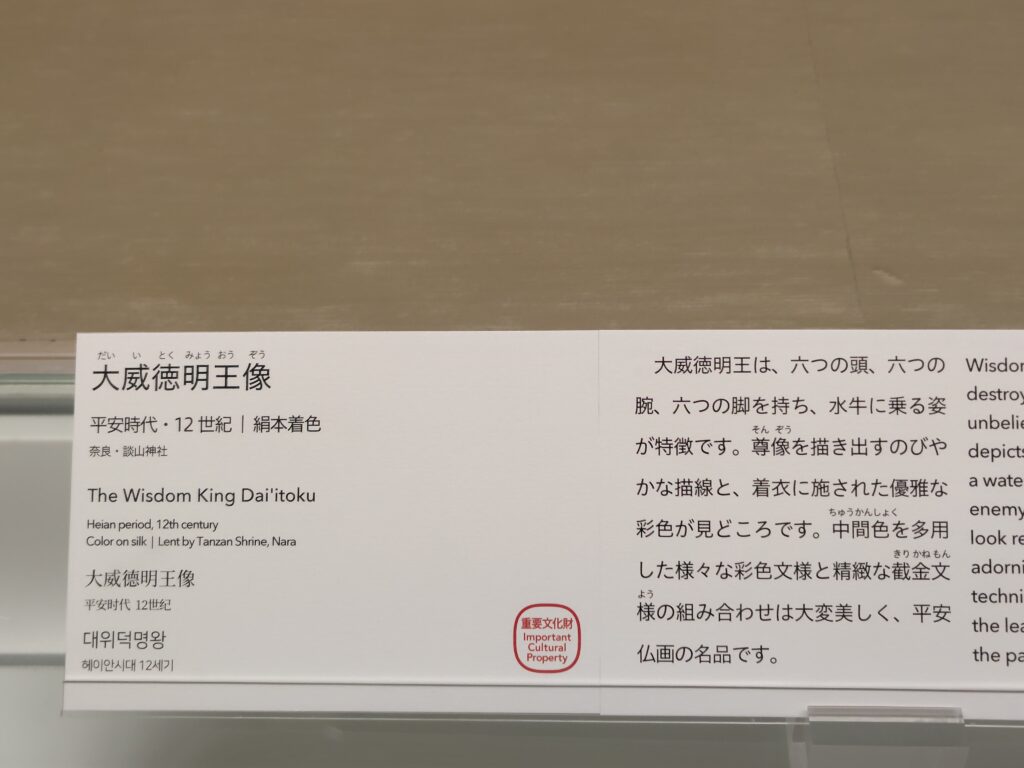 だい い とく みょう おう ぞう
大威徳明王像
平安時代・12世紀｜絹本着色
奈良・談山神社
The Wisdom King Dai'itoku
Heian period, 12th century
Color on silk | Lent by Tanzan Shrine, Nara
大威德明王像
平安时代 12世纪
대위덕명왕
헤이안시대 12세기
重要文化財
Important
Cultural
Property
大威徳明王は、六つの頭、六つの
腕、六つの脚を持ち、水牛に乗る姿
そん ぞう
が特徴です。尊像を描き出すのびや
かな描線と、着衣に施された優雅な
ちゅうかんしょく
彩色が見どころです。中間色を多用
きり かね もん
した様々な彩色文様と精緻な截金文
よう
様の組み合わせは大変美しく、平安
仏画の名品です。
Wisdom
destroy
unbelie
depicts
a wate
enemy
look re
adorni
techni
the lea
the pa